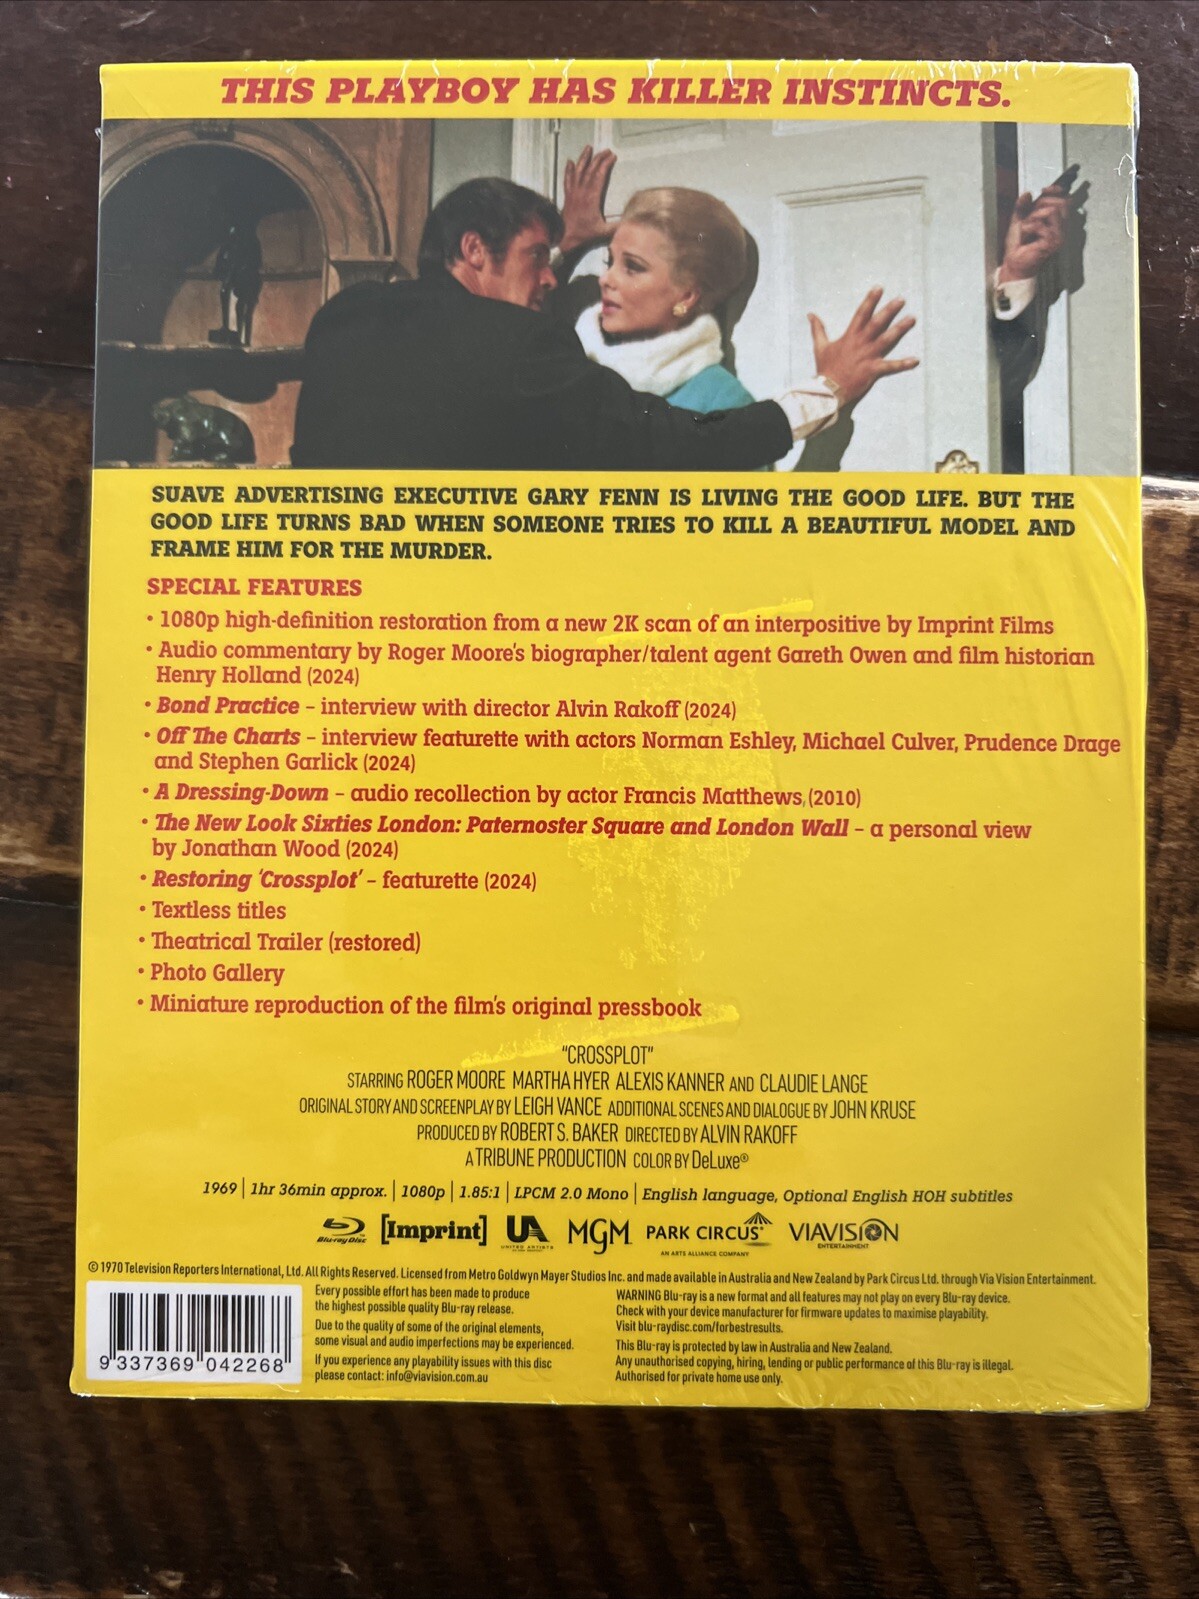 THIS PLAYBOY HAS KILLER INSTINCTS.
SUAVE ADVERTISING EXECUTIVE GARY FENN IS LIVING THE GOOD LIFE. BUT THE
GOOD LIFE TURNS BAD WHEN SOMEONE TRIES TO KILL A BEAUTIFUL MODEL AND
FRAME HIM FOR THE MURDER.
SPECIAL FEATURES
• 1080p high-definition restoration from a new 2K scan of an interpositive by Imprint Films
• Audio commentary by Roger Moore's biographer/talent agent Gareth Owen and film historian
Henry Holland (2024)
• Bond Practice – interview with director Alvin Rakoff (2024)
• Off The Charts – interview featurette with actors Norman Eshley, Michael Culver, Prudence Drage
and Stephen Garlick (2024)
• A Dressing-Down – audio recollection by actor Francis Matthews, (2010)
• The New Look Sixties London: Paternoster Square and London Wall – a personal view
by Jonathan Wood (2024)
• Restoring 'Crossplot' – featurette (2024)
• Textless titles
• Theatrical Trailer (restored)
• Photo Gallery
• Miniature reproduction of the film's original pressbook
"CROSSPLOT"
STARRING ROGER MOORE MARTHA HYER ALEXIS KANNER AND CLAUDIE LANGE
ORIGINAL STORY AND SCREENPLAY BY LEIGH VANCE ADDITIONAL SCENES AND DIALOGUE BY JOHN KRUSE
PRODUCED BY ROBERT S. BAKER DIRECTED BY ALVIN RAKOFF
A TRIBUNE PRODUCTION COLOR BY DeLuxe®
1969 | 1hr 36min approx. | 1080p | 1.85:1 | LPCM 2.0 Mono | English language, Optional English HOH subtitles
Blu-ray Disc [Imprint] UA UNITED ARTISTS MGM PARK CIRCUS AN ARTS ALLIANCE COMPANY VIAVISION ENTERTAINMENT
© 1970 Television Reporters International, Ltd. All Rights Reserved. Licensed from Metro Goldwyn Mayer Studios Inc. and made available in Australia and New Zealand by Park Circus Ltd. through Via Vision Entertainment.
Every possible effort has been made to produce
the highest possible quality Blu-ray release.
Due to the quality of some of the original elements,
some visual and audio imperfections may be experienced.
If you experience any playability issues with this disc
please contact: info@viavision.com.au
WARNING Blu-ray is a new format and all features may not play on every Blu-ray device.
Check with your device manufacturer for firmware updates to maximise playability.
Visit blu-raydisc.com/forbestresults.
This Blu-ray is protected by law in Australia and New Zealand.
Any unauthorised copying, hiring, lending or public performance of this Blu-ray is illegal.
Authorised for private home use only.
9 337369 042268